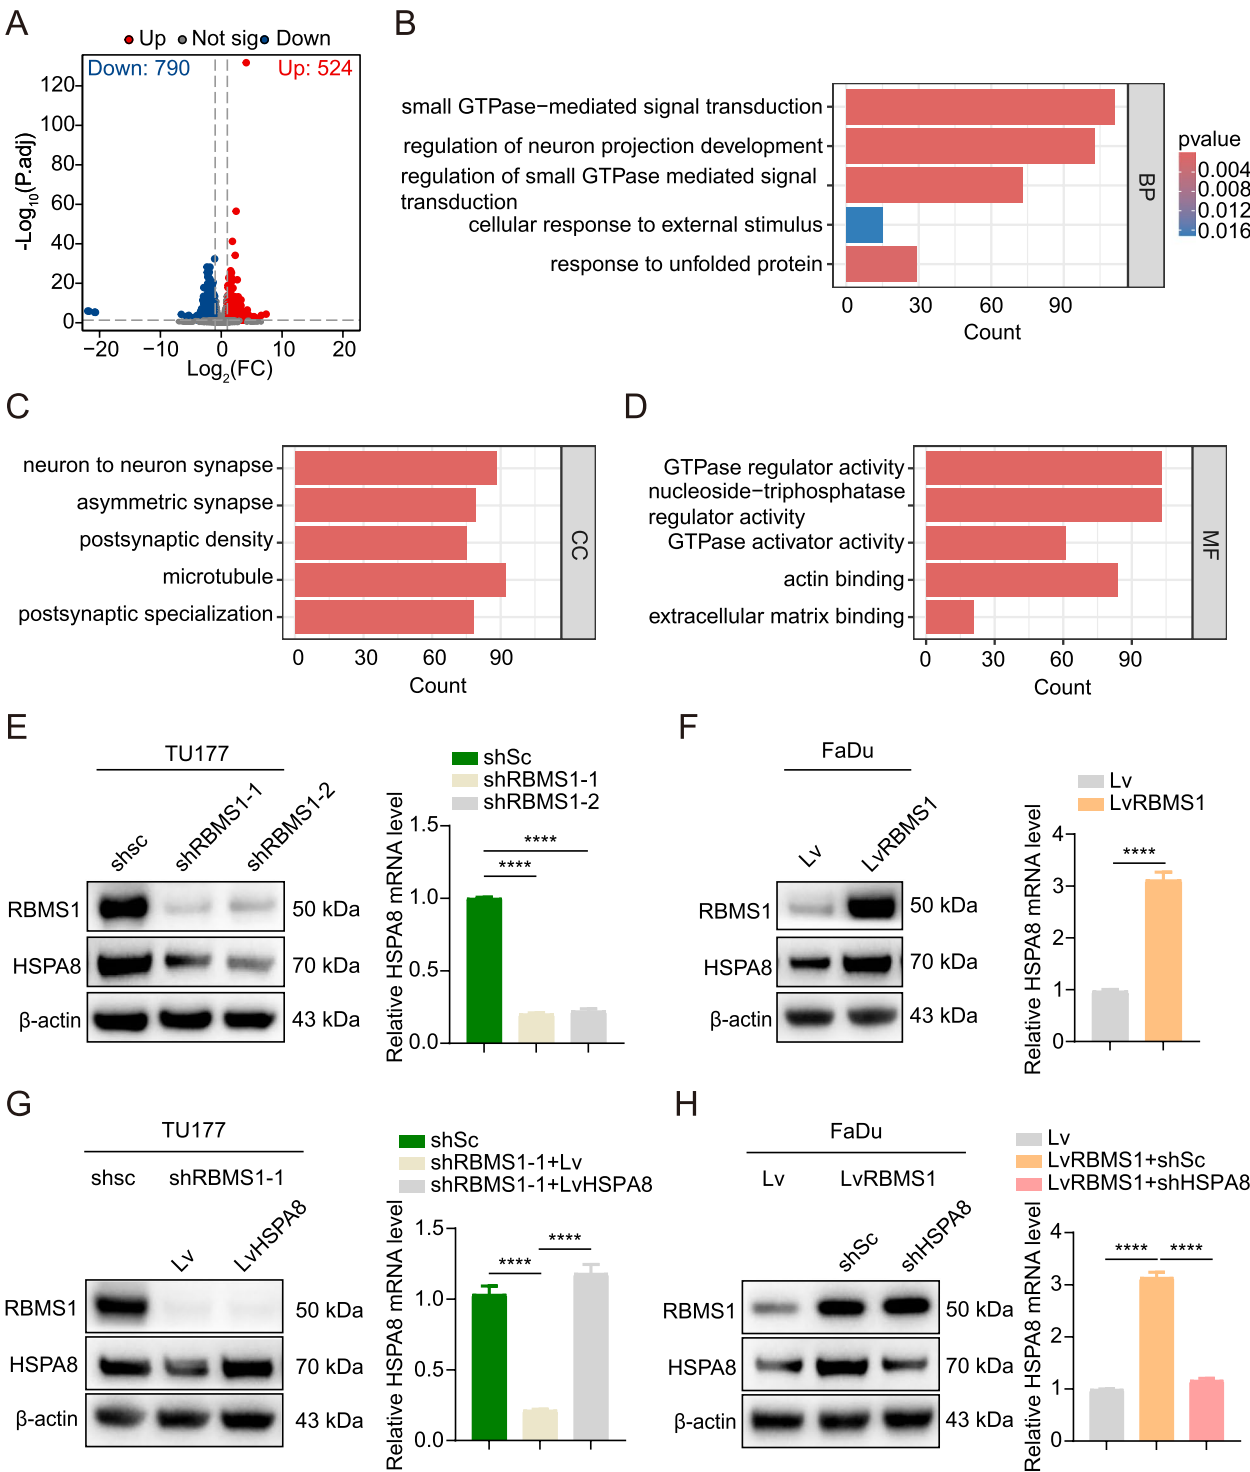 A
Up Not sig Down
Down: 790 Up: 524
-Log10(P.adj)
120
100
80
60
40
20
0
−20 −10 0 10 20
Log2(FC)
B
small GTPase−mediated signal transduction
regulation of neuron projection development
regulation of small GTPase mediated signal
transduction
cellular response to external stimulus
response to unfolded protein
0 30 60 90
Count
BP
pvalue
0.004
0.008
0.012
0.016
C
neuron to neuron synapse
asymmetric synapse
postsynaptic density
microtubule
postsynaptic specialization
0 30 60 90
Count
CC
D
GTPase regulator activity
nucleoside−triphosphatase
regulator activity
GTPase activator activity
actin binding
extracellular matrix binding
0 30 60 90
Count
MF
E
TU177
shsc shRBMS1-1 shRBMS1-2
RBMS1 50 kDa
HSPA8 70 kDa
β-actin 43 kDa
shSc
shRBMS1-1
shRBMS1-2
Relative HSPA8 mRNA level
1.5
1.0
0.5
0.0
****
****
F
FaDu
Lv LvRBMS1
RBMS1 50 kDa
HSPA8 70 kDa
β-actin 43 kDa
Lv
LvRBMS1
Relative HSPA8 mRNA level
4
3
2
1
0
****
G
TU177
shsc shRBMS1-1
Lv LvHSPA8
RBMS1 50 kDa
HSPA8 70 kDa
β-actin 43 kDa
shSc
shRBMS1-1+Lv
shRBMS1-1+LvHSPA8
Relative HSPA8 mRNA level
1.5
1.0
0.5
0.0
**** ****
H
FaDu
Lv LvRBMS1
shSc shHSPA8
RBMS1 50 kDa
HSPA8 70 kDa
β-actin 43 kDa
Lv
LvRBMS1+shSc
LvRBMS1+shHSPA8
Relative HSPA8 mRNA level
4
3
2
1
0
**** ****